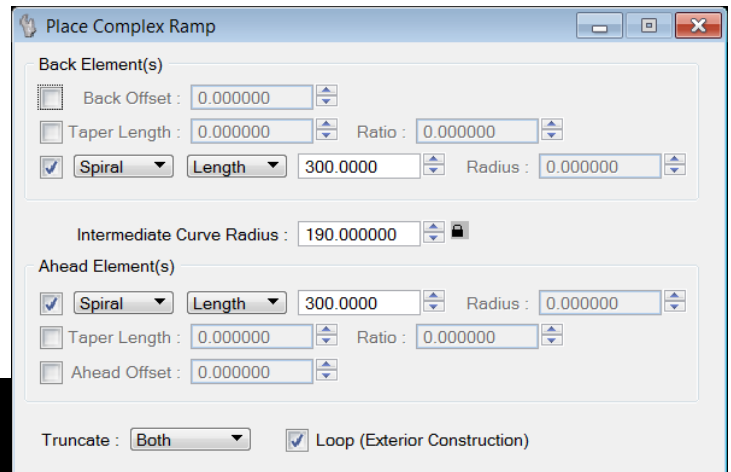 Place Complex Ramp
Back Element(s)
Back Offset : 0.000000
Taper Length : 0.000000 Ratio : 0.000000
Spiral Length 300.0000 Radius : 0.000000
Intermediate Curve Radius : 190.000000
Ahead Element(s)
Spiral Length 300.0000 Radius : 0.000000
Taper Length : 0.000000 Ratio : 0.000000
Ahead Offset : 0.000000
Truncate : Both Loop (Exterior Construction)